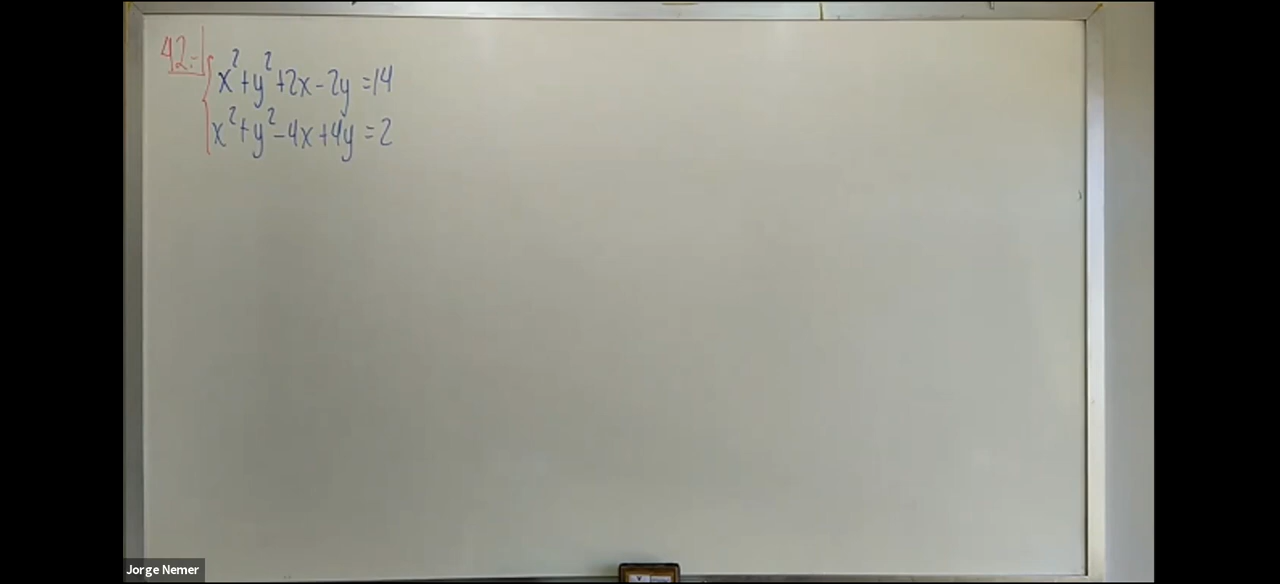 42.-
x²+y²+2x-2y=14
x²+y²-4x+4y=2
Jorge Nemer